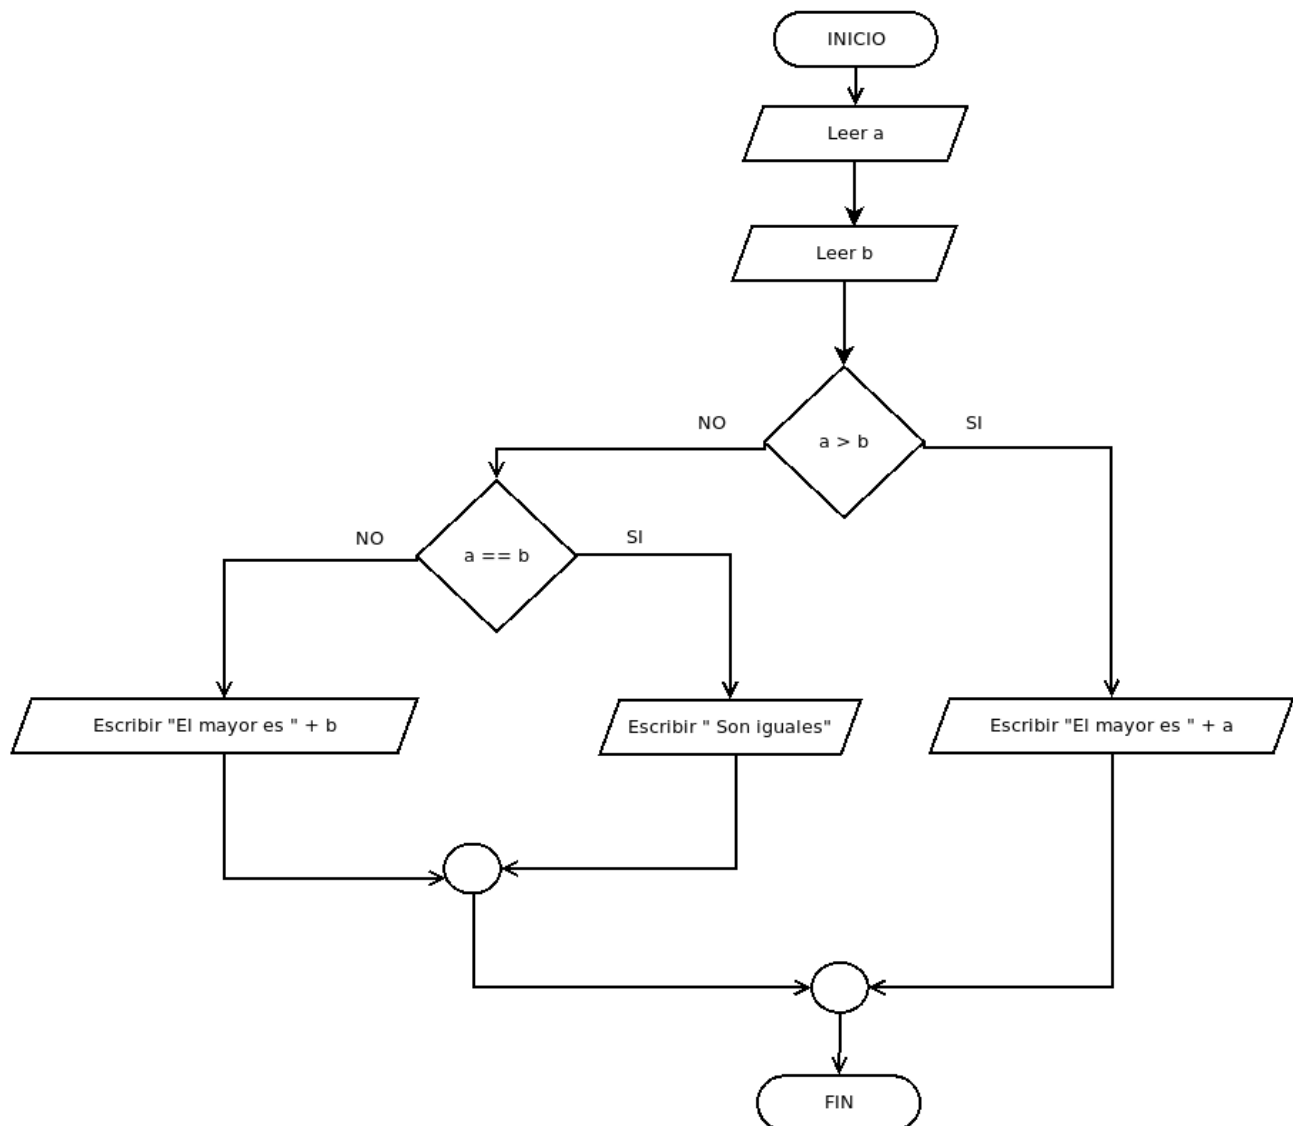 INICIO
Leer a
Leer b
NO
SI
a > b
NO
SI
a == b
Escribir "El mayor es " + b
Escribir " Son iguales"
Escribir "El mayor es " + a
FIN